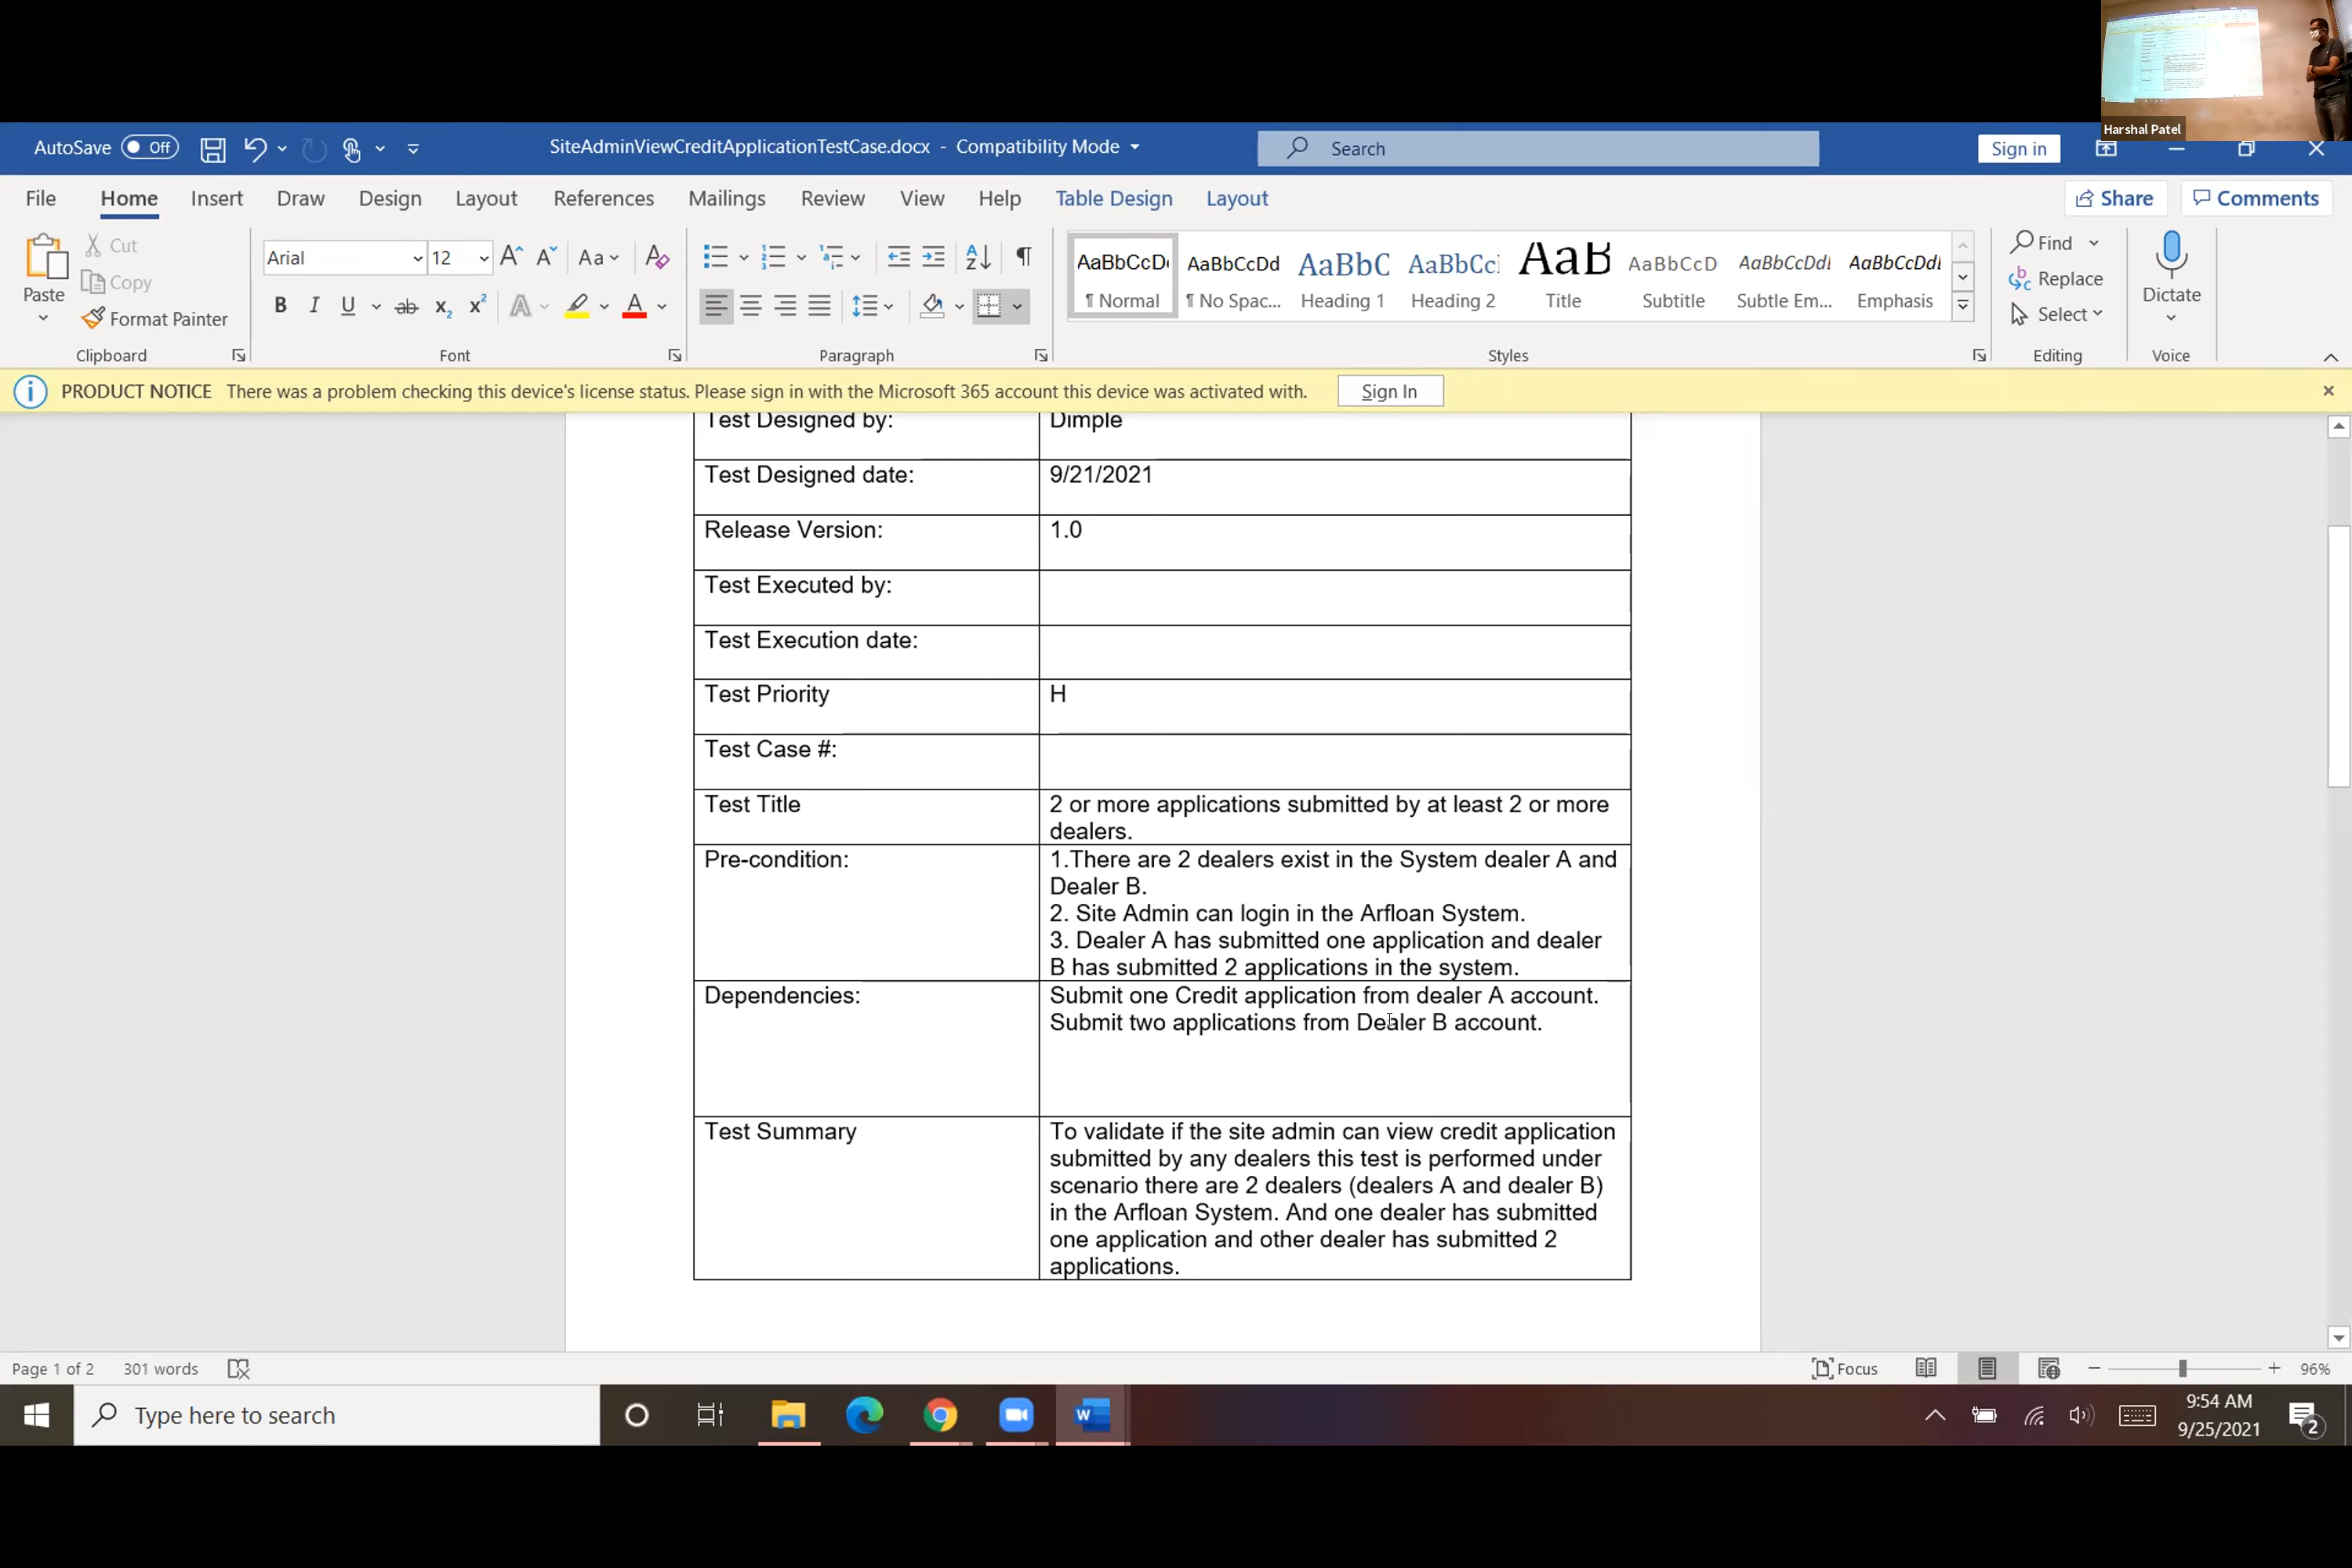 Harshal Patel
AutoSave Off SiteAdminViewCreditApplicationTestCase.docx - Compatibility Mode Search Sign in
File Home Insert Draw Design Layout References Mailings Review View Help Table Design Layout Share Comments
Paste Cut Copy Format Painter
Arial 12 Aa
AaBbCcDd AaBbCcDd AaBbC AaBbCc AaB AaBbCcD AaBbCcDd AaBbCcDd
¶ Normal ¶ No Spac... Heading 1 Heading 2 Title Subtitle Subtle Em... Emphasis
Find Replace Select Dictate
Clipboard Font Paragraph Styles Editing Voice
PRODUCT NOTICE There was a problem checking this device's license status. Please sign in with the Microsoft 365 account this device was activated with. Sign In
Test Designed by: Dimple
Test Designed date: 9/21/2021
Release Version: 1.0
Test Executed by:
Test Execution date:
Test Priority H
Test Case #:
Test Title 2 or more applications submitted by at least 2 or more
dealers.
Pre-condition: 1.There are 2 dealers exist in the System dealer A and
Dealer B.
2. Site Admin can login in the Arfloan System.
3. Dealer A has submitted one application and dealer
B has submitted 2 applications in the system.
Dependencies: Submit one Credit application from dealer A account.
Submit two applications from Dealer B account.
Test Summary To validate if the site admin can view credit application
submitted by any dealers this test is performed under
scenario there are 2 dealers (dealers A and dealer B)
in the Arfloan System. And one dealer has submitted
one application and other dealer has submitted 2
applications.
Page 1 of 2 301 words Focus 96%
Type here to search 9:54 AM
9/25/2021 2